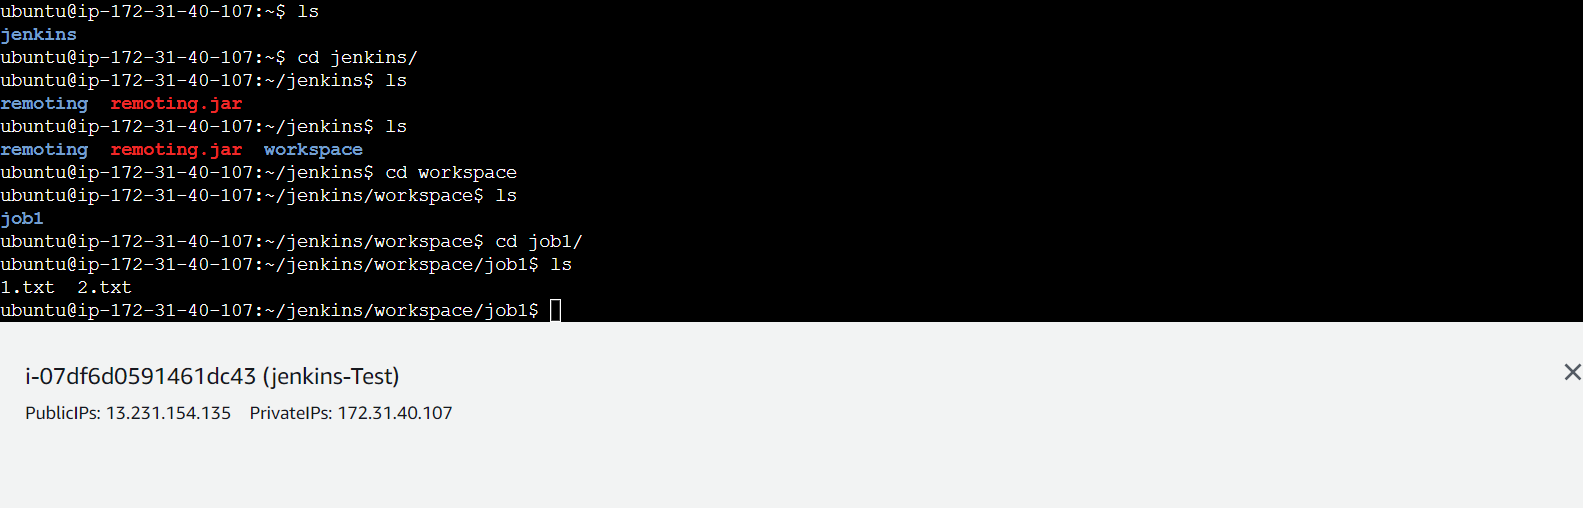 ubuntu@ip-172-31-40-107:~$ ls
jenkins
ubuntu@ip-172-31-40-107:~$ cd jenkins/
ubuntu@ip-172-31-40-107:~/jenkins$ ls
remoting  remoting.jar
ubuntu@ip-172-31-40-107:~/jenkins$ ls
remoting  remoting.jar  workspace
ubuntu@ip-172-31-40-107:~/jenkins$ cd workspace
ubuntu@ip-172-31-40-107:~/jenkins/workspace$ ls
job1
ubuntu@ip-172-31-40-107:~/jenkins/workspace$ cd job1/
ubuntu@ip-172-31-40-107:~/jenkins/workspace/job1$ ls
1.txt  2.txt
ubuntu@ip-172-31-40-107:~/jenkins/workspace/job1$
i-07df6d0591461dc43 (jenkins-Test)
PublicIPs: 13.231.154.135    PrivateIPs: 172.31.40.107